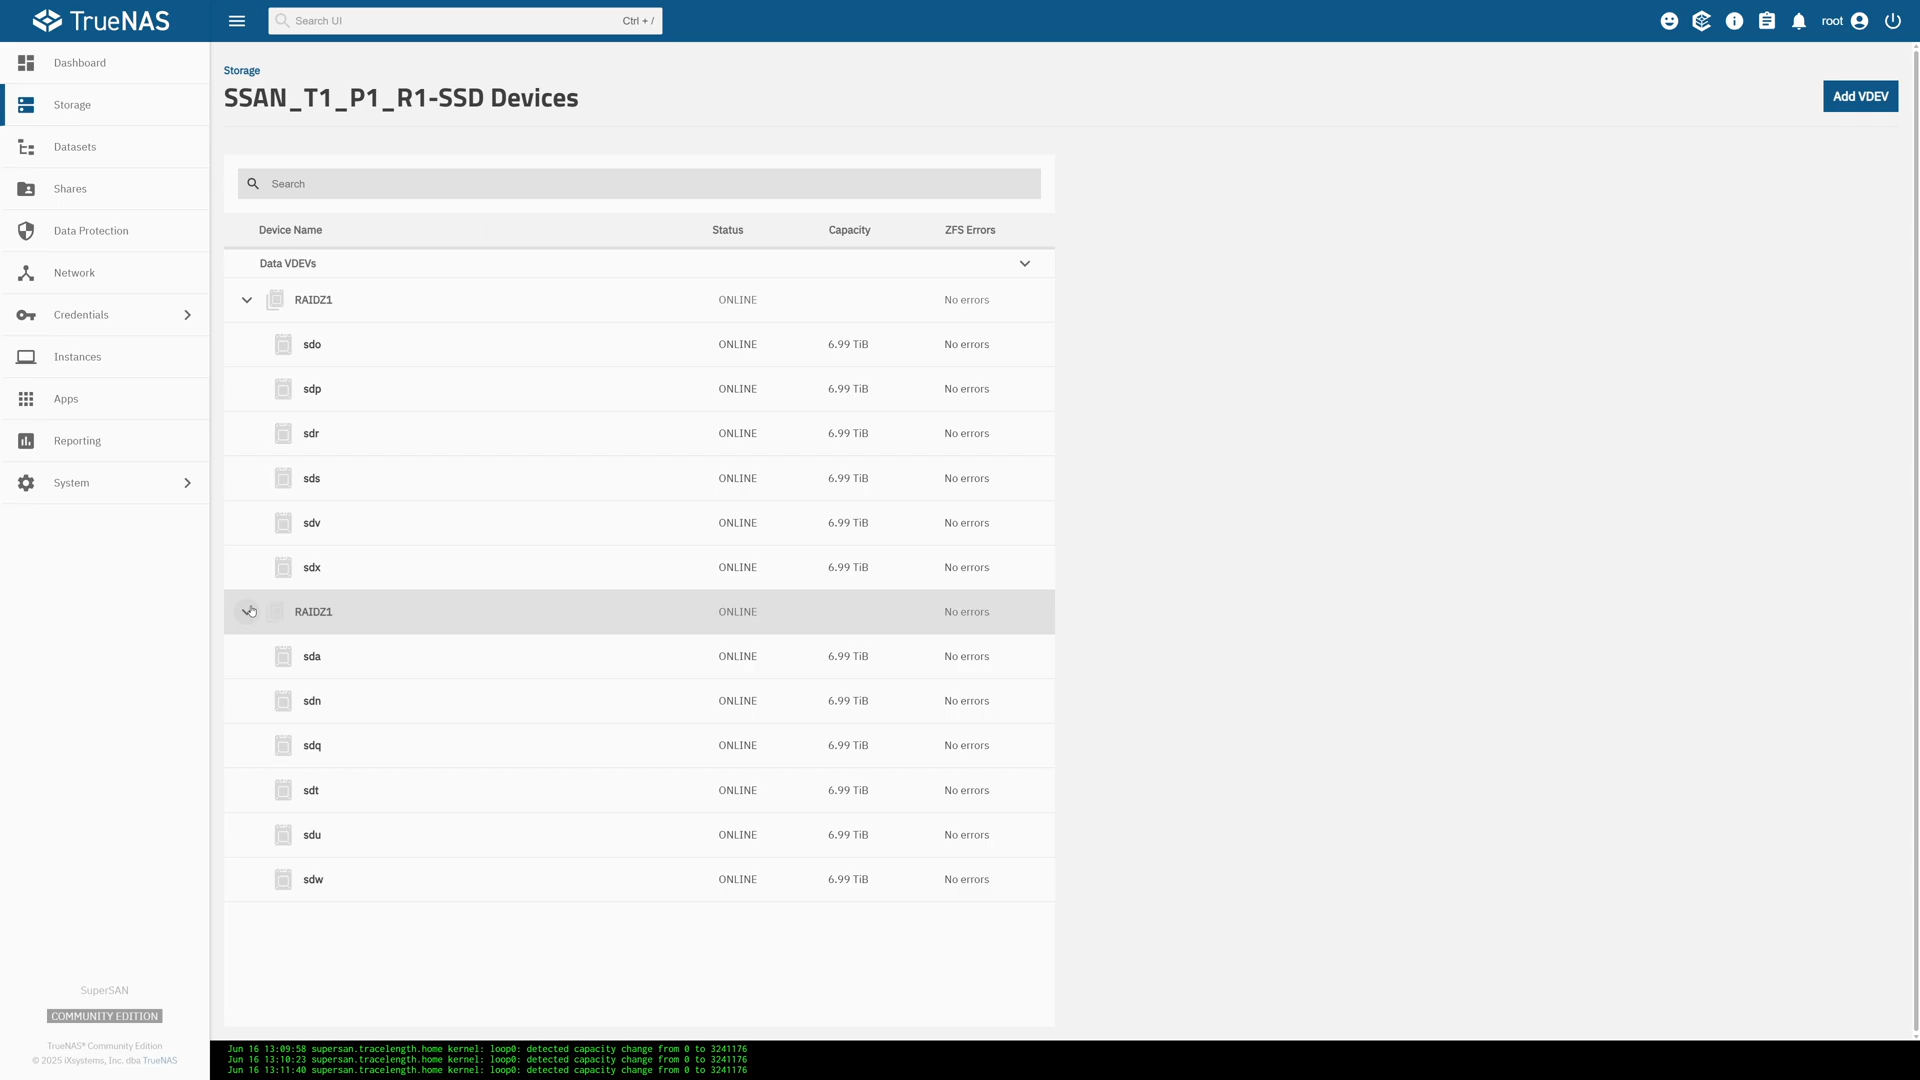 TrueNAS
Search UI
Ctrl + /
root
Dashboard
Storage
Datasets
Shares
Data Protection
Network
Credentials
Instances
Apps
Reporting
System
SuperSAN
COMMUNITY EDITION
TrueNAS® Community Edition
© 2025 iXsystems, Inc. dba TrueNAS
Storage
SSAN_T1_P1_R1-SSD Devices
Add VDEV
Search
Device Name Status Capacity ZFS Errors
Data VDEVs
RAIDZ1 ONLINE No errors
sdo ONLINE 6.99 TiB No errors
sdp ONLINE 6.99 TiB No errors
sdr ONLINE 6.99 TiB No errors
sds ONLINE 6.99 TiB No errors
sdv ONLINE 6.99 TiB No errors
sdx ONLINE 6.99 TiB No errors
RAIDZ1 ONLINE No errors
sda ONLINE 6.99 TiB No errors
sdn ONLINE 6.99 TiB No errors
sdq ONLINE 6.99 TiB No errors
sdt ONLINE 6.99 TiB No errors
sdu ONLINE 6.99 TiB No errors
sdw ONLINE 6.99 TiB No errors
Jun 16 13:09:58 supersan.tracelength.home kernel: loop0: detected capacity change from 0 to 3241176
Jun 16 13:10:23 supersan.tracelength.home kernel: loop0: detected capacity change from 0 to 3241176
Jun 16 13:11:40 supersan.tracelength.home kernel: loop0: detected capacity change from 0 to 3241176